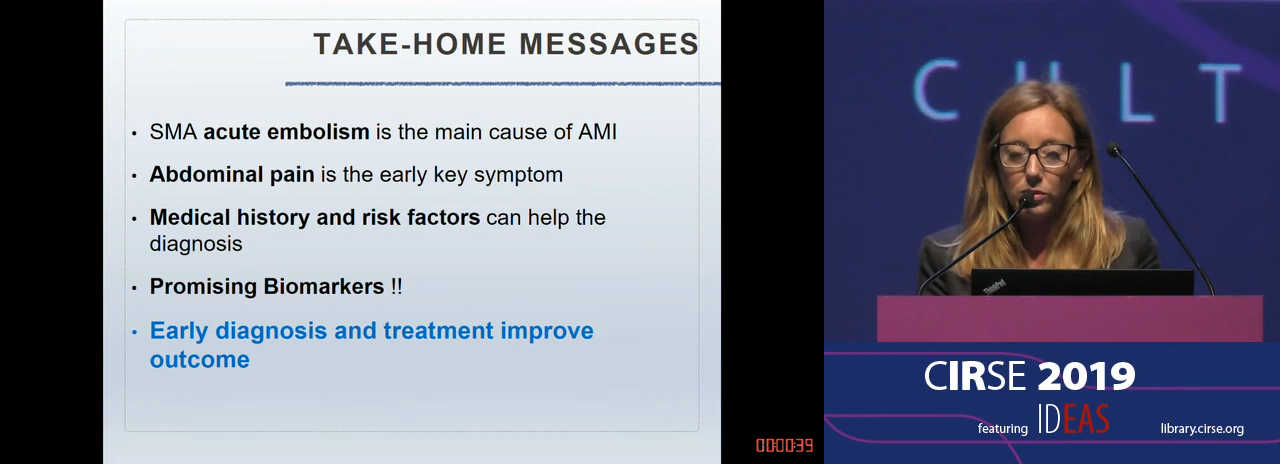 TAKE-HOME MESSAGES
• SMA acute embolism is the main cause of AMI
• Abdominal pain is the early key symptom
• Medical history and risk factors can help the
diagnosis
• Promising Biomarkers !!
• Early diagnosis and treatment improve
outcome
00:00:39
C U L T
ThinkPad
CIRSE 2019
featuring IDEAS
library.cirse.org